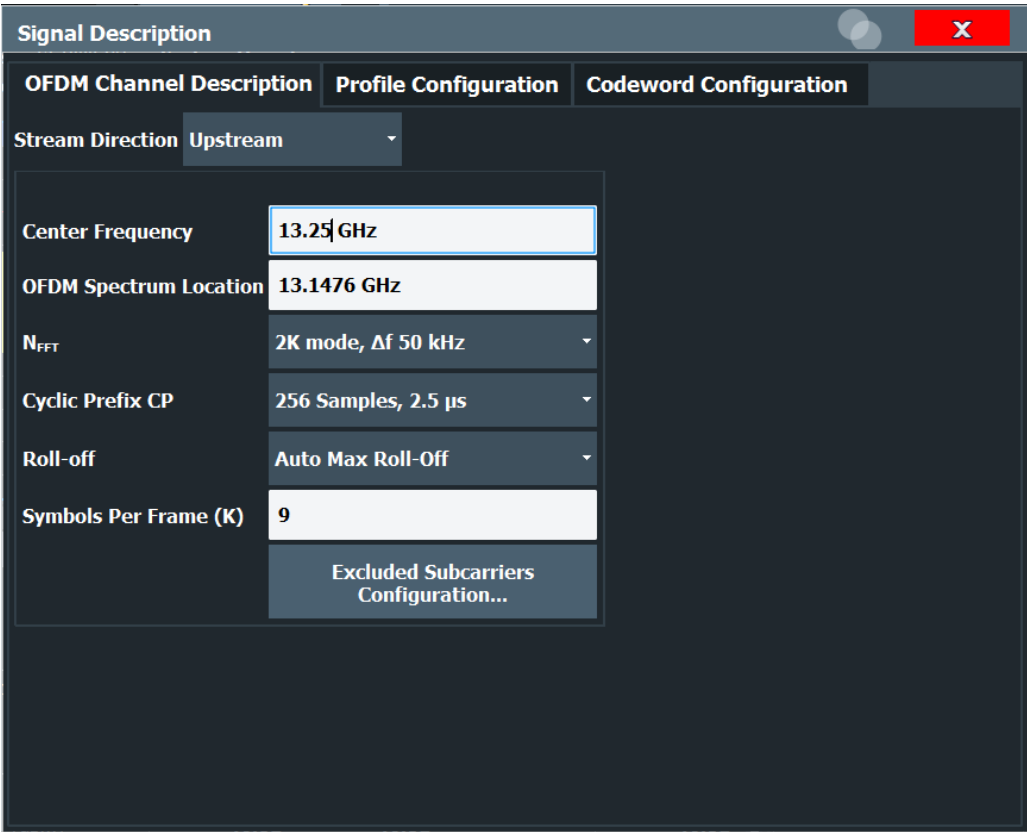 Signal Description
X
OFDM Channel Description Profile Configuration Codeword Configuration
Stream Direction Upstream
Center Frequency 13.25 GHz
OFDM Spectrum Location 13.1476 GHz
NFFT 2K mode, Δf 50 kHz
Cyclic Prefix CP 256 Samples, 2.5 µs
Roll-off Auto Max Roll-Off
Symbols Per Frame (K) 9
Excluded Subcarriers
Configuration...